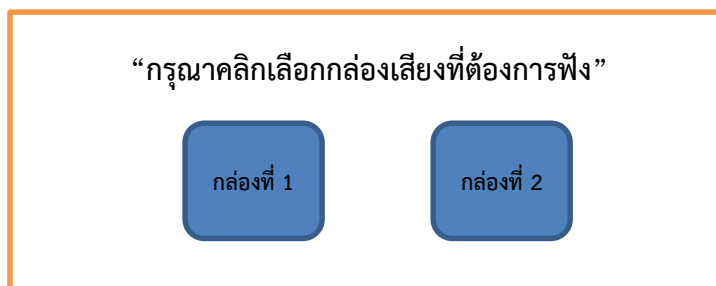 “กรุณาคลิกเลือกกล่องเสียงที่ต้องการฟัง”
กล่องที่ 1
กล่องที่ 2